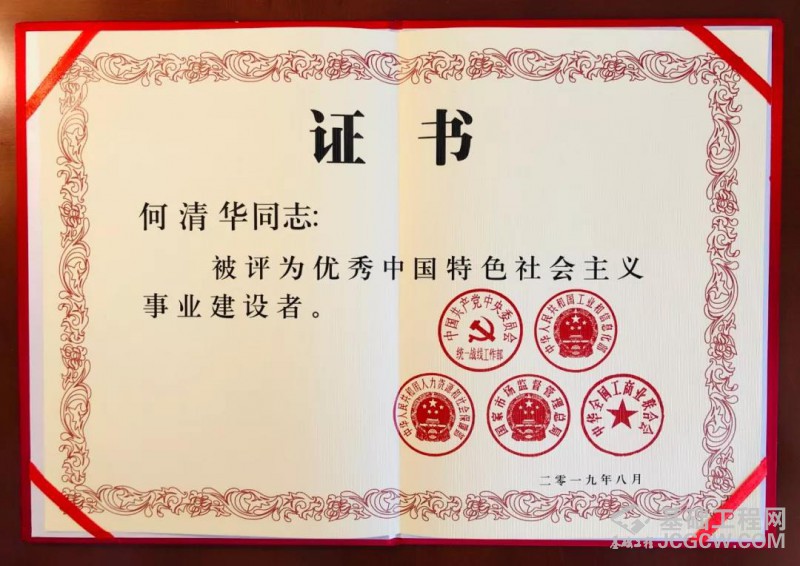 证书
何清华同志:
被评为优秀中国特色社会主义
事业建设者。
中国共产党中央委员会
统一战线工作部
中华人民共和国工业和信息化部
中华人民共和国人力资源和社会保障部
国家市场监督管理总局
中华全国工商业联合会
二零一九年八月
基础工程网
基础工程
JCGCW.COM